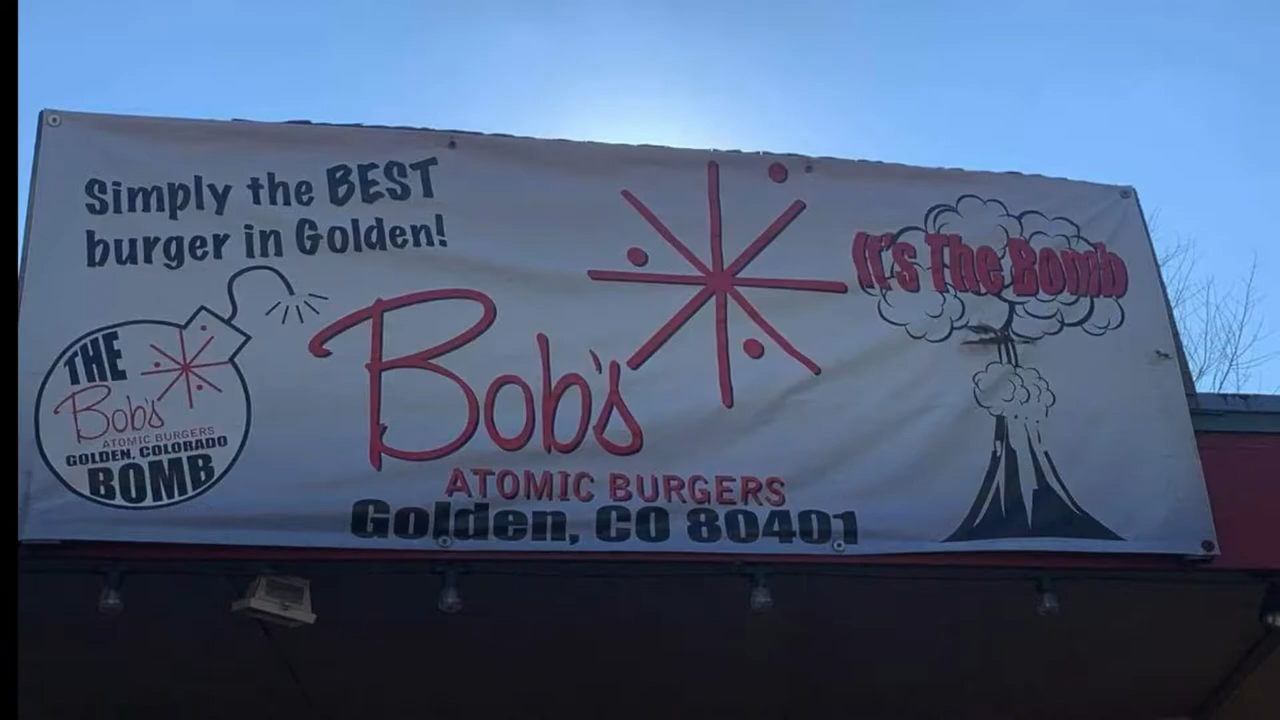 Simply the BEST
burger in Golden!
It's The Bomb
THE
Bob's
ATOMIC BURGERS
GOLDEN, COLORADO
BOMB
Bob's
ATOMIC BURGERS
Golden, CO 80401